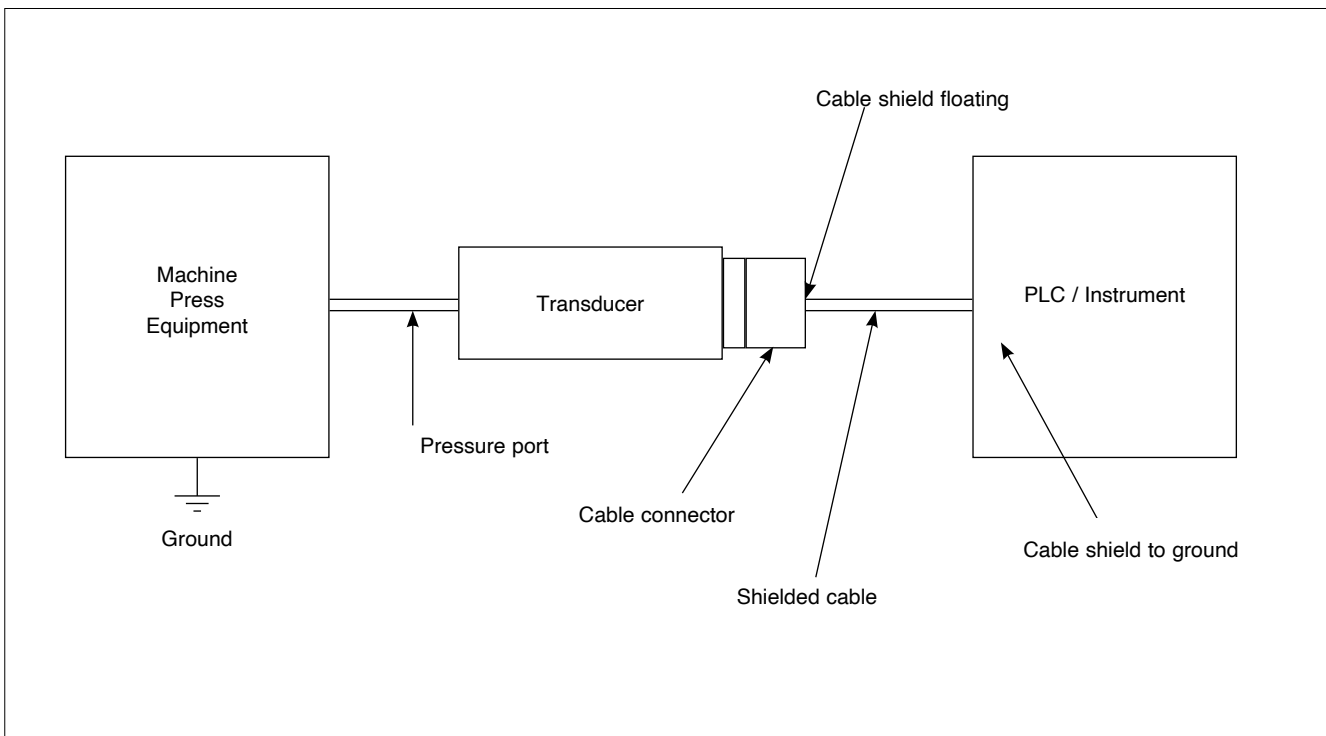 Cable shield floating
Machine
Press
Equipment
Transducer
PLC / Instrument
Pressure port
Cable connector
Ground
Cable shield to ground
Shielded cable